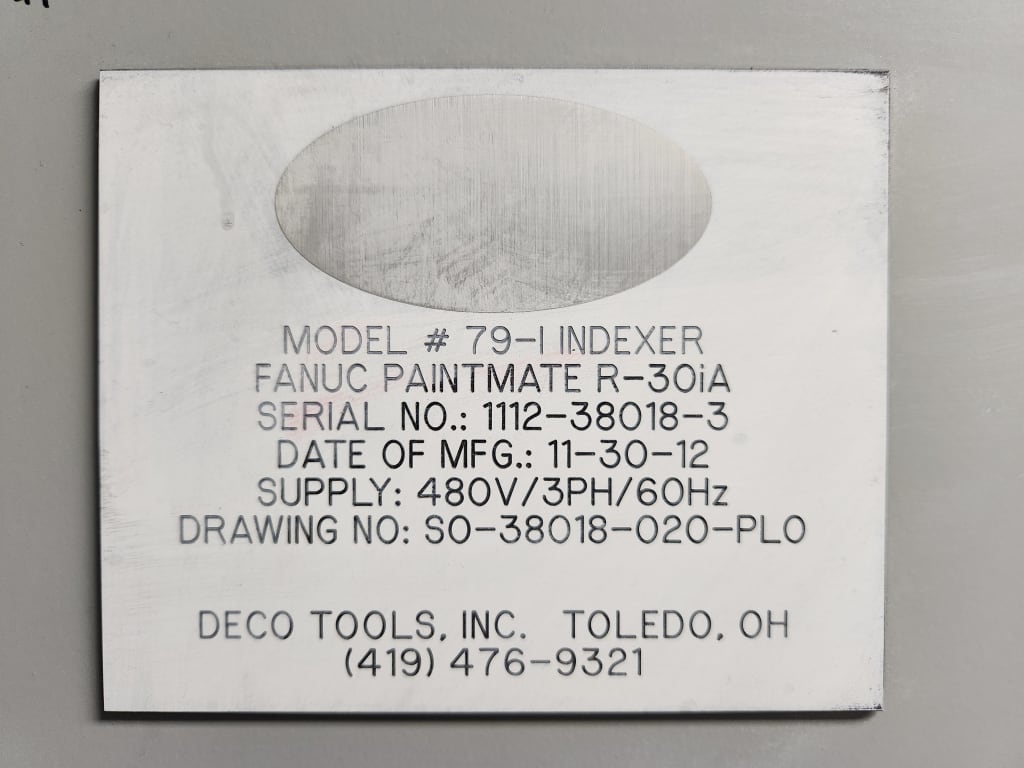 MODEL # 79-I INDEXER
FANUC PAINTMATE R-30iA
SERIAL NO.: 1112-38018-3
DATE OF MFG.: 11-30-12
SUPPLY: 480V/3PH/60Hz
DRAWING NO: SO-38018-020-PLO
DECO TOOLS, INC. TOLEDO, OH
(419) 476-9321